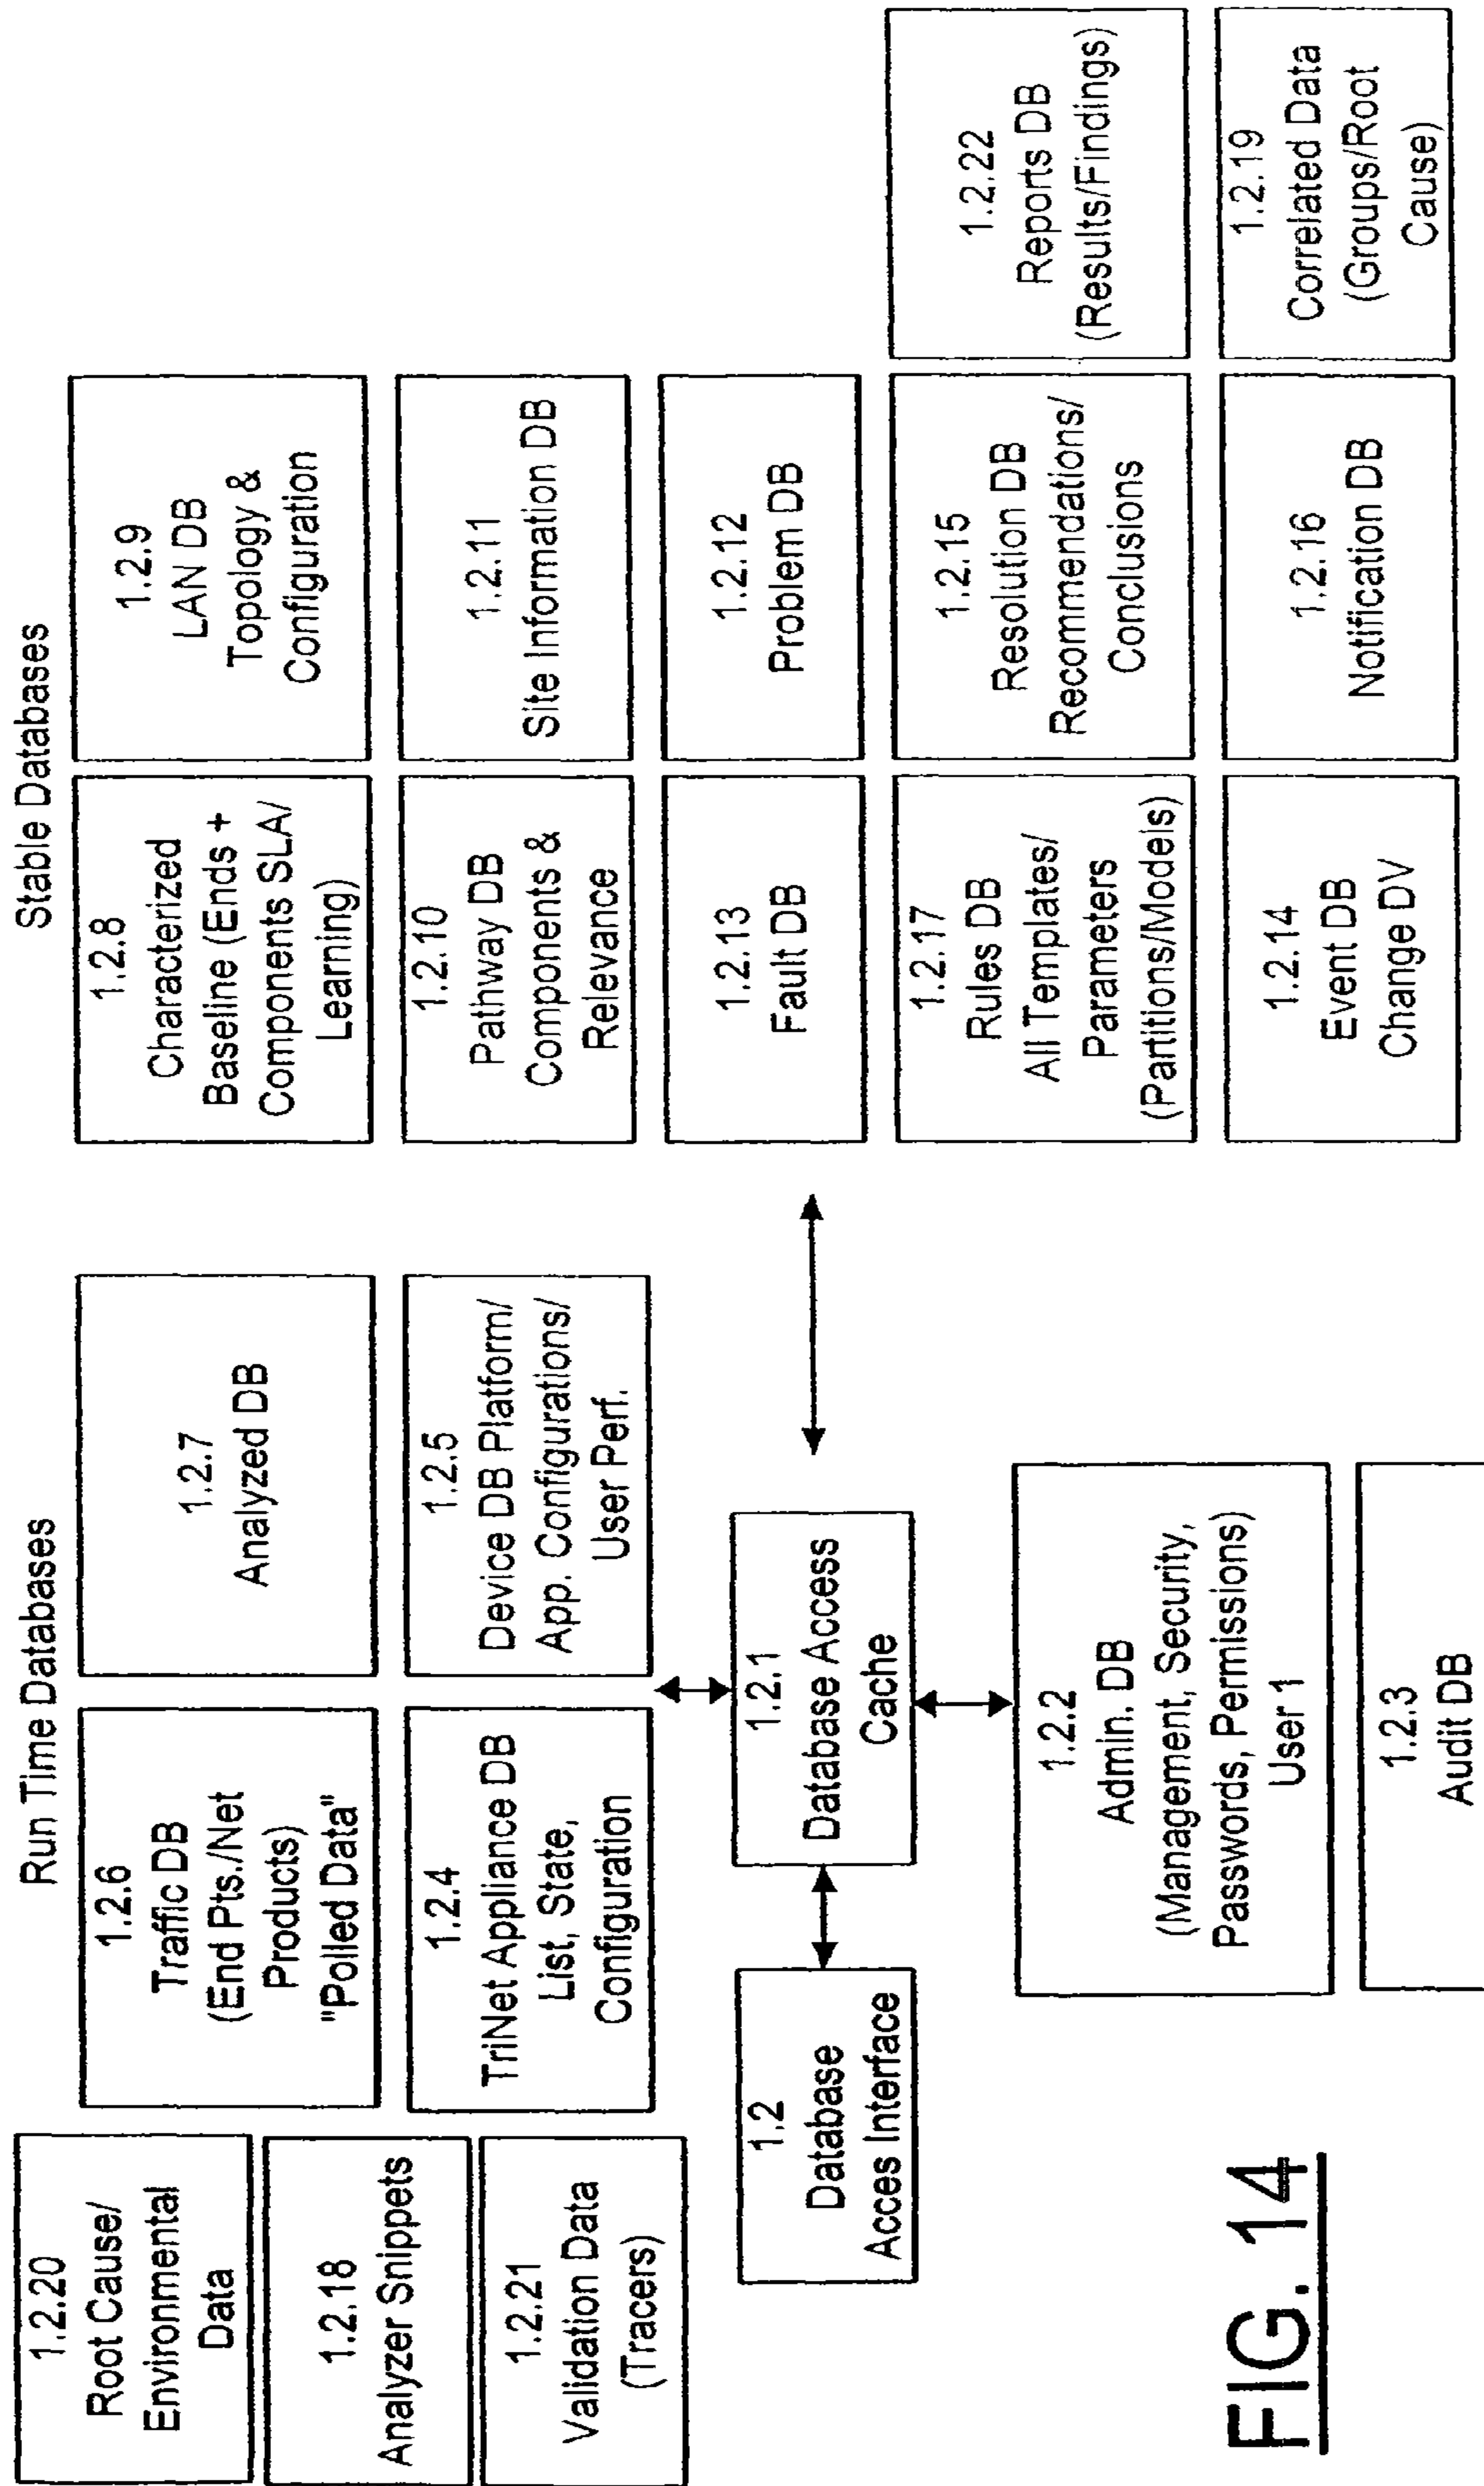 Run Time Databases
Stable Databases
1.2.20
Root Cause/
Environmental
Data
1.2.18
Analyzer Snippets
1.2.21
Validation Data
(Tracers)
1.2.6
Traffic DB
(End Pts./Net
Products)
"Polled Data"
1.2.7
Analyzed DB
1.2.4
TriNet Appliance DB
List, State,
Configuration
1.2.5
Device DB Platform/
App. Configurations/
User Perf.
1.2
Database
Acces Interface
1.2.1
Database Access
Cache
1.2.2
Admin. DB
(Management, Security,
Passwords, Permissions)
User 1
1.2.3
Audit DB
1.2.8
Characterized
Baseline (Ends +
Components SLA/
Learning)
1.2.9
LAN DB
Topology &
Configuration
1.2.10
Pathway DB
Components &
Relevance
1.2.11
Site Information DB
1.2.13
Fault DB
1.2.12
Problem DB
1.2.17
Rules DB
All Templates/
Parameters
(Partitions/Models)
1.2.15
Resolution DB
Recommendations/
Conclusions
1.2.22
Reports DB
(Results/Findings)
1.2.14
Event DB
Change DV
1.2.16
Notification DB
1.2.19
Correlated Data
(Groups/Root
Cause)
FIG. 14